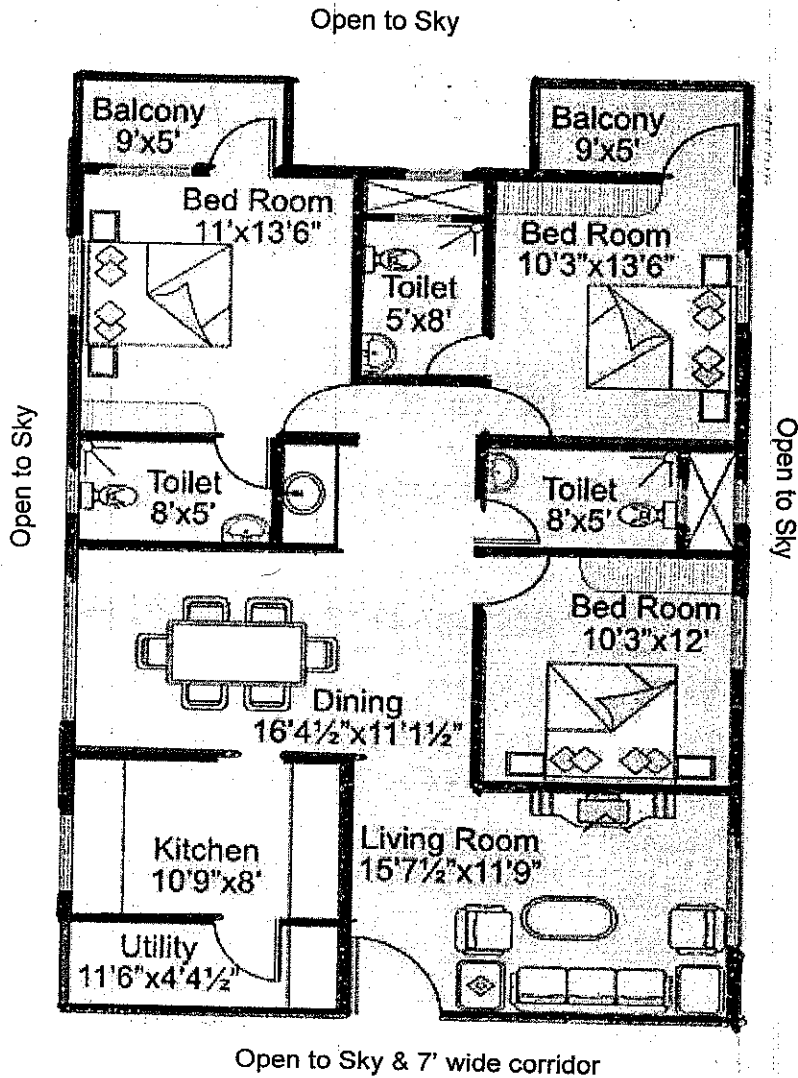 Open to Sky
Balcony
9'x5'
Balcony
9'x5'
Bed Room
11'x13'6"
Bed Room
10'3"x13'6"
Toilet
5'x8'
Open to Sky
Open to Sky
Toilet
8'x5'
Toilet
8'x5'
Bed Room
10'3"x12'
Dining
16'4½"x11'1½"
Kitchen
10'9"x8'
Living Room
15'7½"x11'9"
Utility
11'6"x4'4½"
Open to Sky & 7' wide corridor